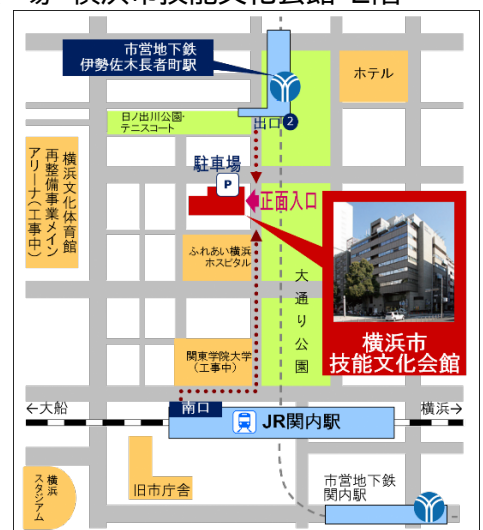 場 横浜市技能文化会館 2階
市営地下鉄
伊勢佐木長者町駅
ホテル
日ノ出川公園・
テニスコート
出口2
横浜文化体育館
再整備事業メイン
アリーナ（工事中）
駐車場
P
正面入口
ふれあい横浜
ホスピタル
大通り公園
横浜市
技能文化会館
関東学院大学
（工事中）
←大船
南口
JR関内駅
横浜→
横浜
スタジアム
旧市庁舎
市営地下鉄
関内駅